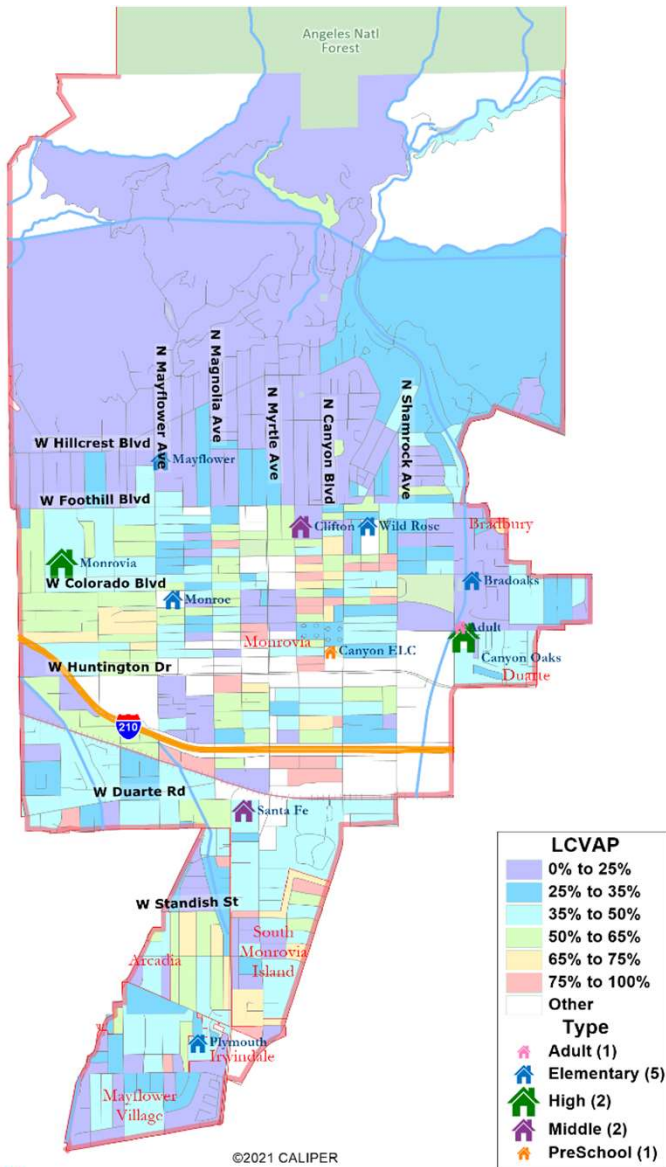 Angeles Natl
Forest
N Mayflower Ave
N Magnolia Ave
N Myrtle Ave
N Canyon Blvd
N Shamrock Ave
W Hillcrest Blvd
Mayflower
W Foothill Blvd
Clifton
Wild Rose
Bradbury
Monrovia
W Colorado Blvd
Bradoaks
Monroe
Adult
Monrovia
Canyon ELC
Canyon Oaks
W Huntington Dr
Duarte
210
W Duarte Rd
Santa Fe
W Standish St
South
Monrovia
Island
Arcadia
Plymouth
Irwindale
Mayflower
Village
LCVAP
0% to 25%
25% to 35%
35% to 50%
50% to 65%
65% to 75%
75% to 100%
Other
Type
Adult (1)
Elementary (5)
High (2)
Middle (2)
PreSchool (1)
©2021 CALIPER